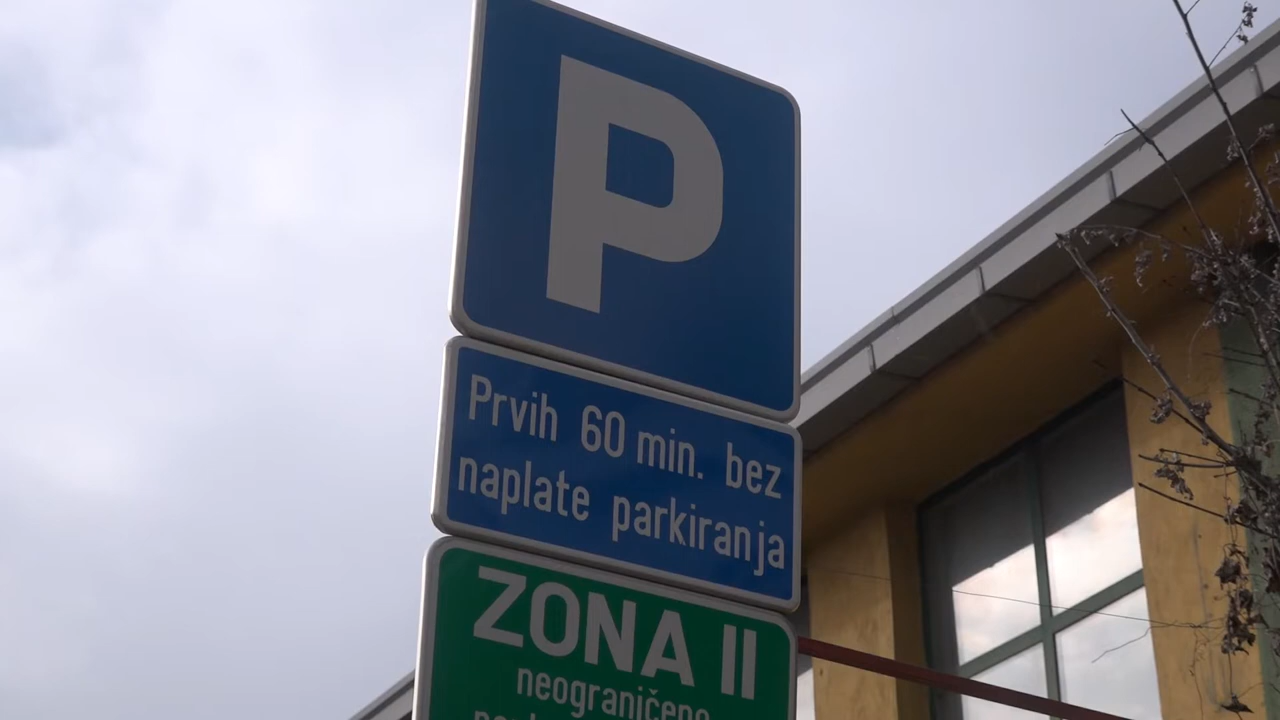 P
Prvih 60 min. bez
naplate parkiranja
ZONA II
neograničeno